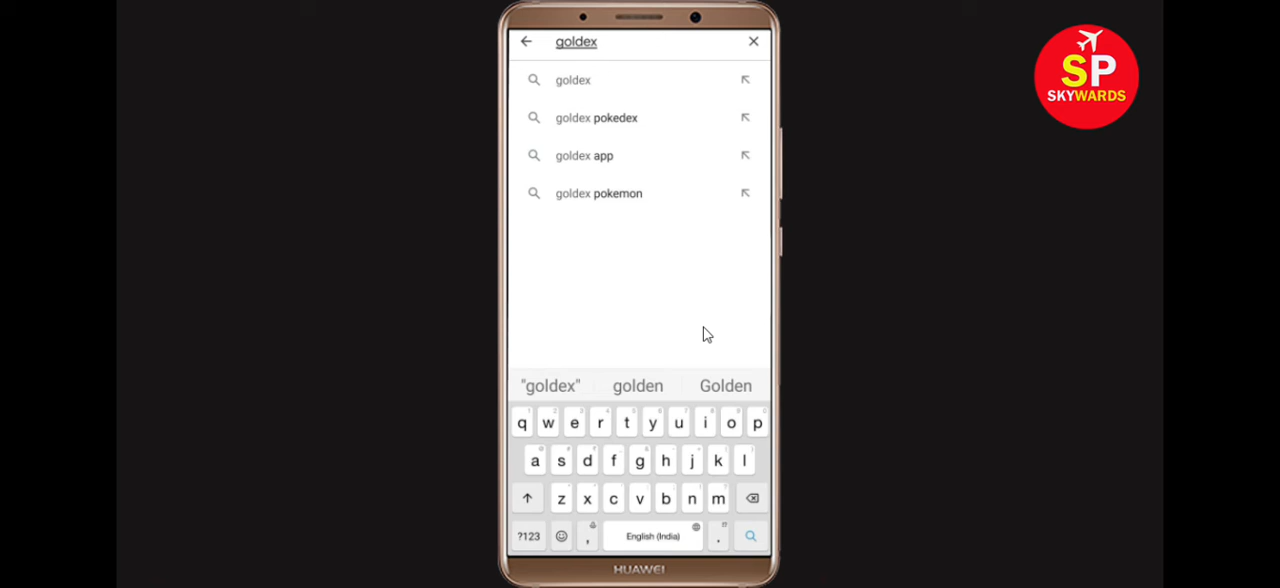 goldex
goldex
goldex pokedex
goldex app
goldex pokemon
"goldex" golden Golden
q w e r t y u i o p
a s d f g h j k l
z x c v b n m
?123 , English (India) .
HUAWEI
SP
SKYWARDS